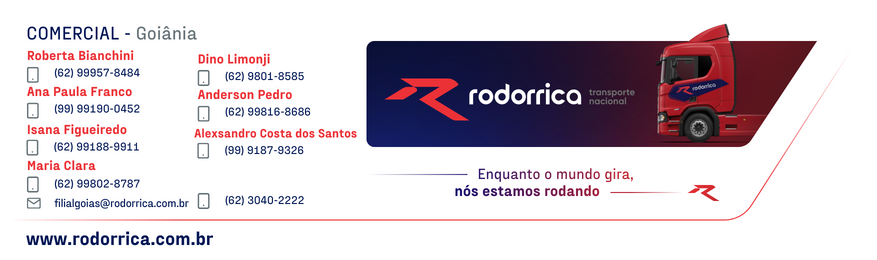 COMERCIAL - Goiânia
Roberta Bianchini
(62) 99957-8484
Ana Paula Franco
(99) 99190-0452
Isana Figueiredo
(62) 99188-9911
Maria Clara
(62) 99802-8787
filialgoias@rodorrica.com.br
Dino Limonji
(62) 9801-8585
Anderson Pedro
(62) 99816-8686
Alexsandro Costa dos Santos
(99) 9187-9326
(62) 3040-2222
rodorrica
transporte
nacional
rodorrica
Enquanto o mundo gira,
nós estamos rodando
www.rodorrica.com.br